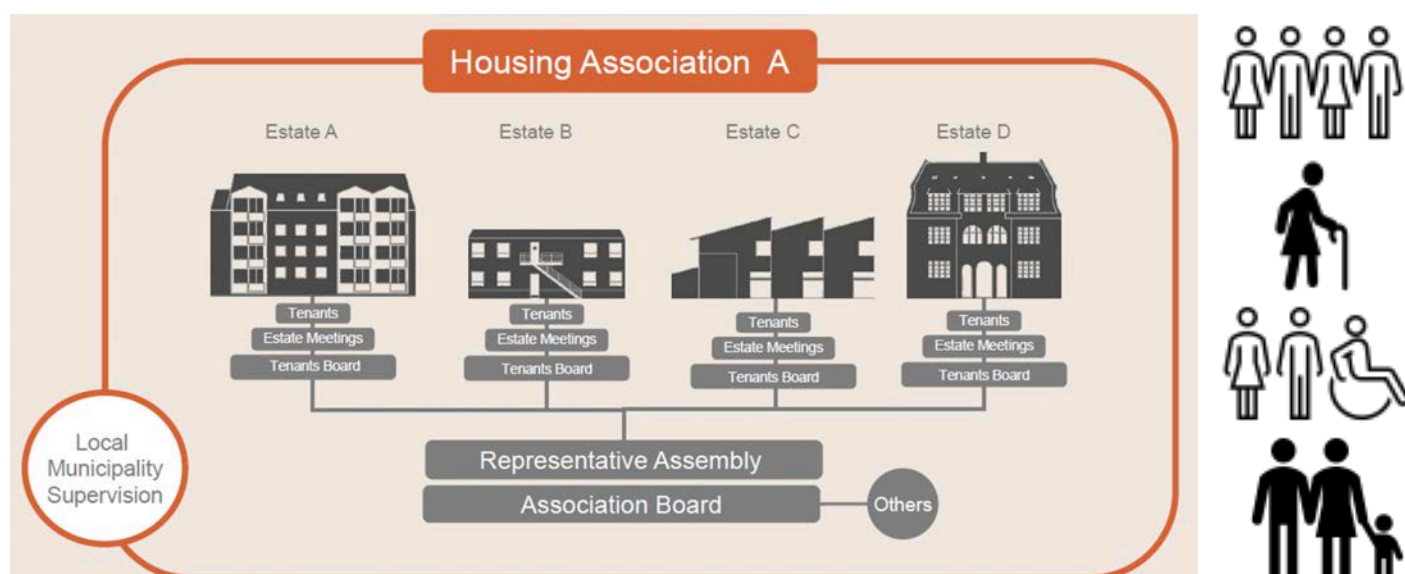 Housing Association A
Estate A
Estate B
Estate C
Estate D
Tenants
Estate Meetings
Tenants Board
Tenants
Estate Meetings
Tenants Board
Tenants
Estate Meetings
Tenants Board
Tenants
Estate Meetings
Tenants Board
Local
Municipality
Supervision
Representative Assembly
Association Board
Others